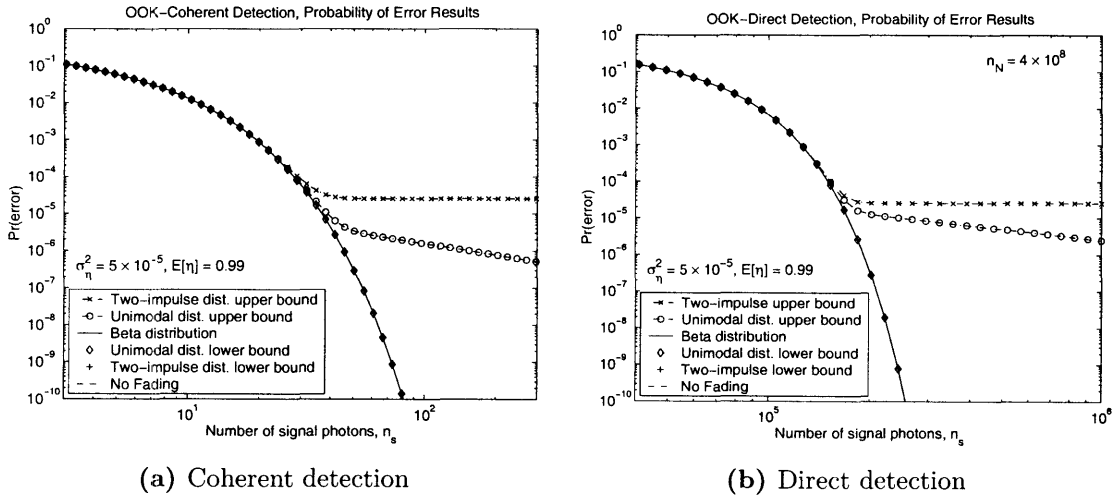 OOK−Coherent Detection, Probability of Error Results
10^0
10^-1
10^-2
10^-3
10^-4
10^-5
10^-6
10^-7
10^-8
10^-9
10^-10
Pr(error)
σ_η^2 = 5 × 10^-5, E[η] = 0.99
Two−impulse dist. upper bound
Unimodal dist. upper bound
Beta distribution
Unimodal dist. lower bound
Two−impulse dist. lower bound
No Fading
10^1
10^2
Number of signal photons, n_s
(a) Coherent detection
OOK−Direct Detection, Probability of Error Results
n_N = 4 × 10^8
10^0
10^-1
10^-2
10^-3
10^-4
10^-5
10^-6
10^-7
10^-8
10^-9
10^-10
Pr(error)
σ_η^2 = 5 × 10^-5, E[η] = 0.99
Two−impulse upper bound
Unimodal dist. upper bound
Beta distribution
Unimodal dist. lower bound
Two−impulse lower bound
No Fading
10^5
10^6
Number of signal photons, n_s
(b) Direct detection